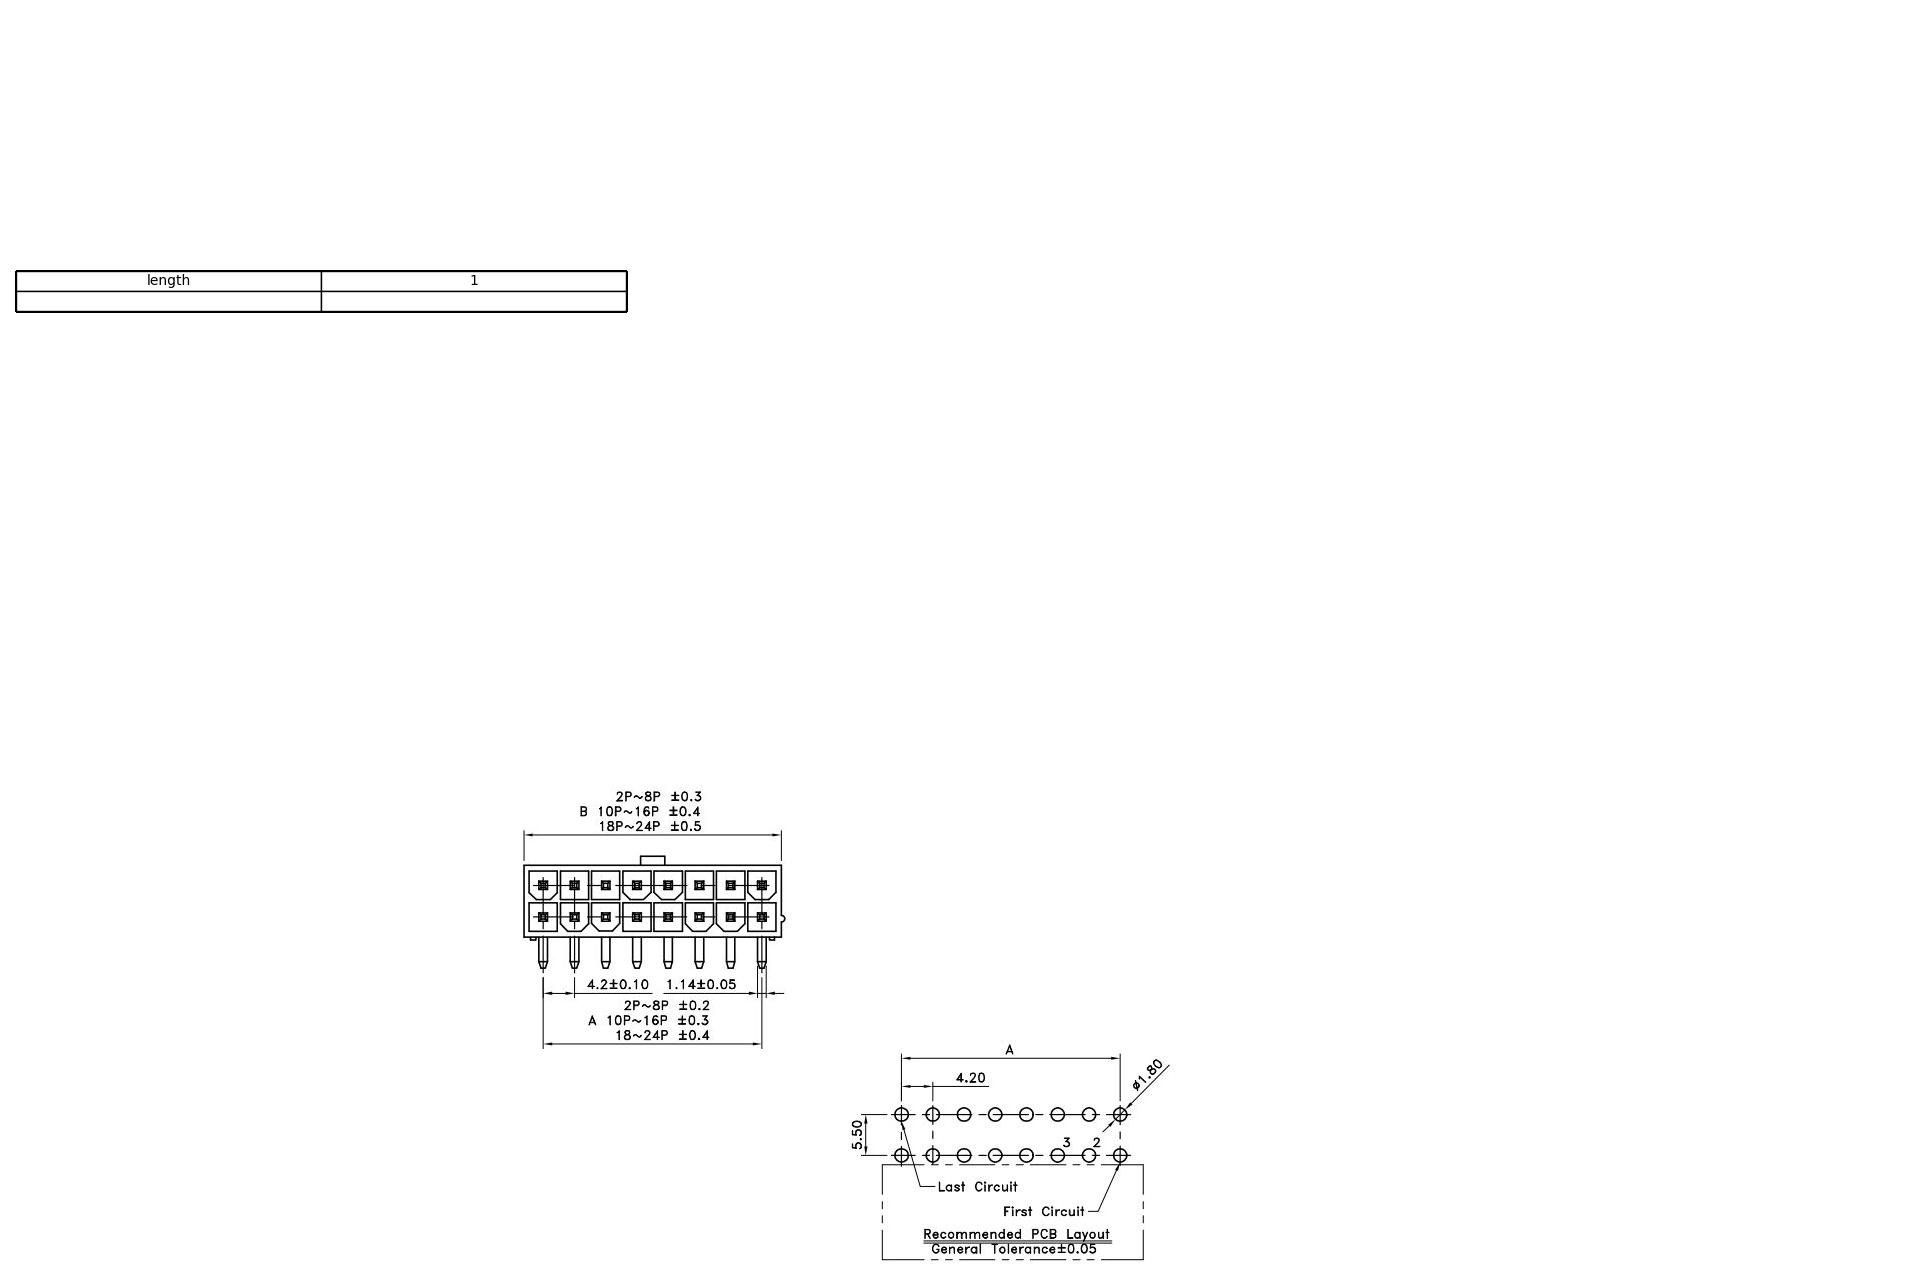 length 1
2P~8P ±0.3
B 10P~16P ±0.4
18P~24P ±0.5
4.2±0.10 1.14±0.05
2P~8P ±0.2
A 10P~16P ±0.3
18~24P ±0.4
A
ø1.80
4.20
5.50
3 2
Last Circuit
First Circuit
Recommended PCB Layout
General Tolerance±0.05